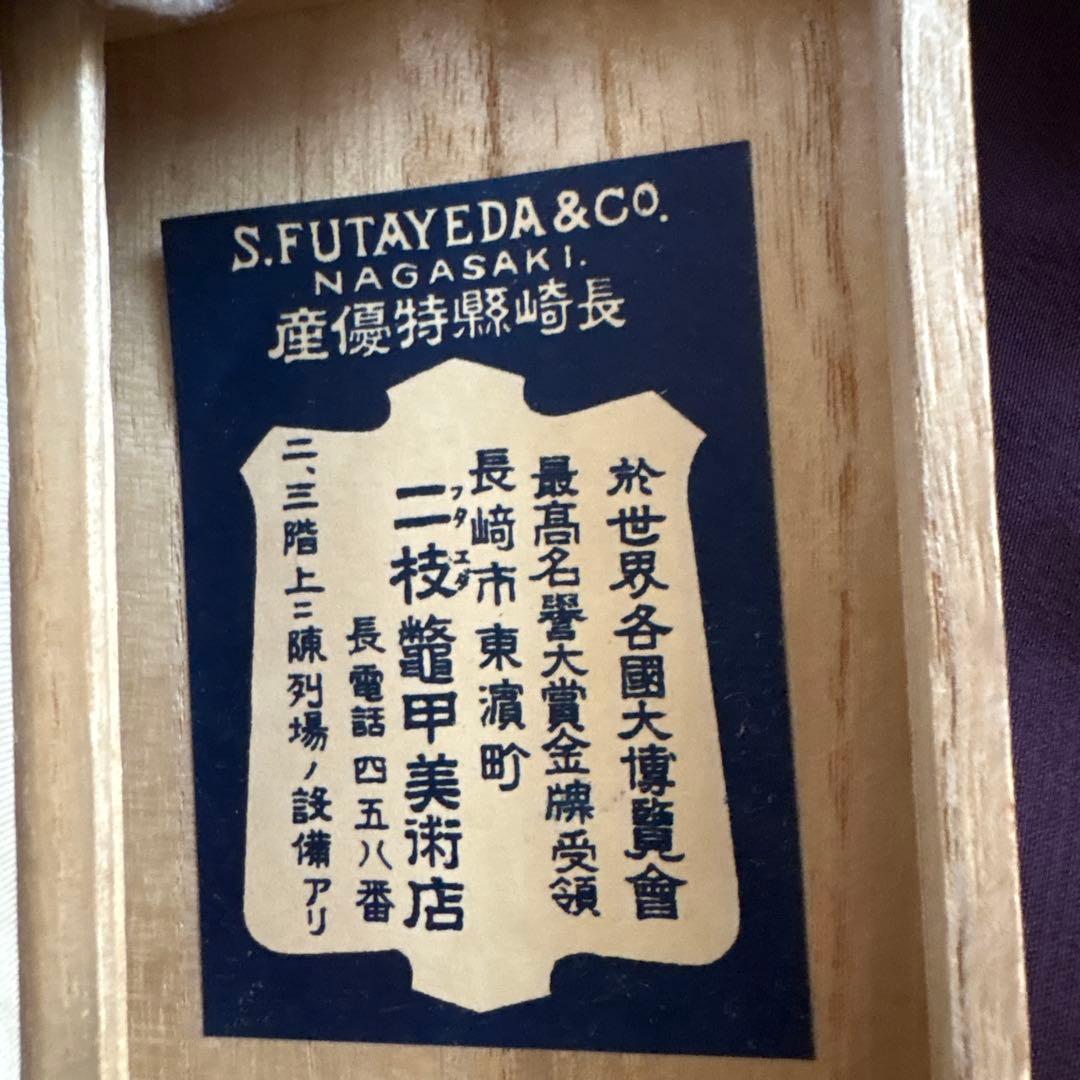 S.FUTAYEDA&CO.
NAGASAKI.
産優特縣﨑長
於世界各國大博覽會
最高名譽大賞金牌受領
長﨑市東濱町
二枝鼈甲美術店
フタエダ
長電話四五八番
二、三階上ニ陳列場ノ設備アリ